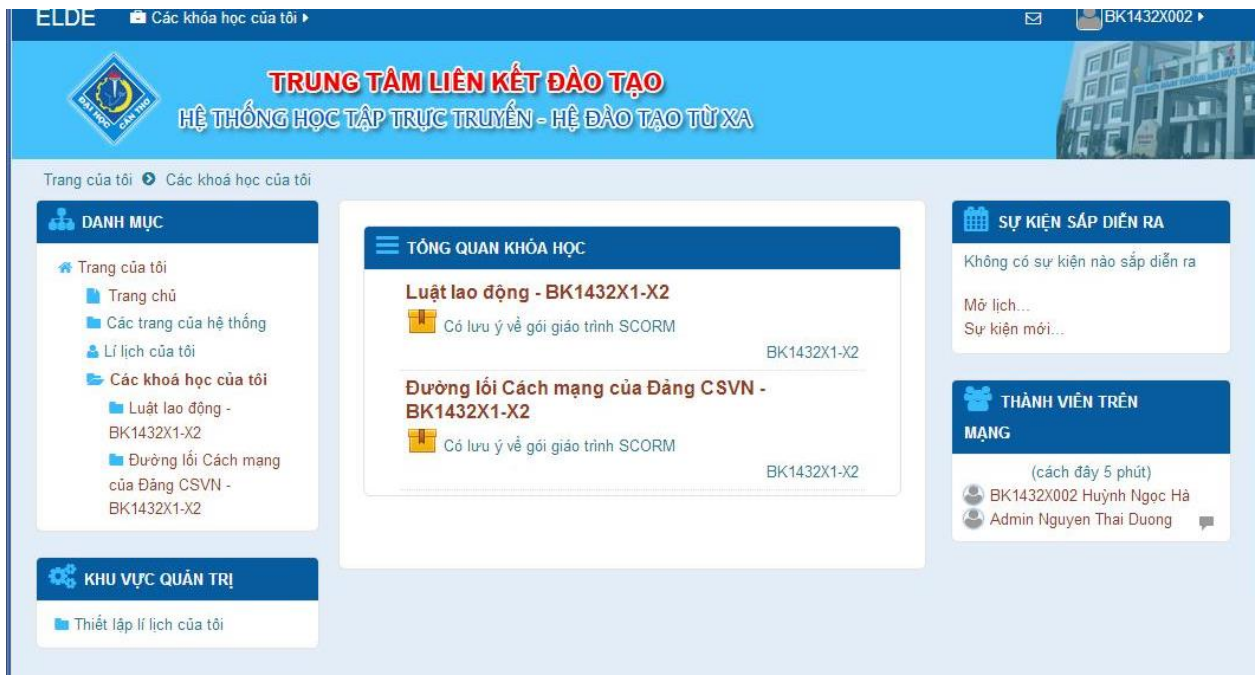 ELDE Các khóa học của tôi BK1432X002
TRUNG TÂM LIÊN KẾT ĐÀO TẠO
HỆ THỐNG HỌC TẬP TRỰC TRUYẾN - HỆ ĐÀO TẠO TỪ XA
ĐẠI HỌC CẦN THƠ
Trang của tôi Các khoá học của tôi
DANH MỤC
Trang của tôi
Trang chủ
Các trang của hệ thống
Lí lịch của tôi
Các khoá học của tôi
Luật lao động -
BK1432X1-X2
Đường lối Cách mạng
của Đảng CSVN -
BK1432X1-X2
KHU VỰC QUẢN TRỊ
Thiết lập lí lịch của tôi
TỔNG QUAN KHÓA HỌC
Luật lao động - BK1432X1-X2
Có lưu ý về gói giáo trình SCORM
BK1432X1-X2
Đường lối Cách mạng của Đảng CSVN -
BK1432X1-X2
Có lưu ý về gói giáo trình SCORM
BK1432X1-X2
SỰ KIỆN SẮP DIỄN RA
Không có sự kiện nào sắp diễn ra
Mở lịch...
Sự kiện mới...
THÀNH VIÊN TRÊN
MẠNG
(cách đây 5 phút)
BK1432X002 Huỳnh Ngọc Hà
Admin Nguyen Thai Duong